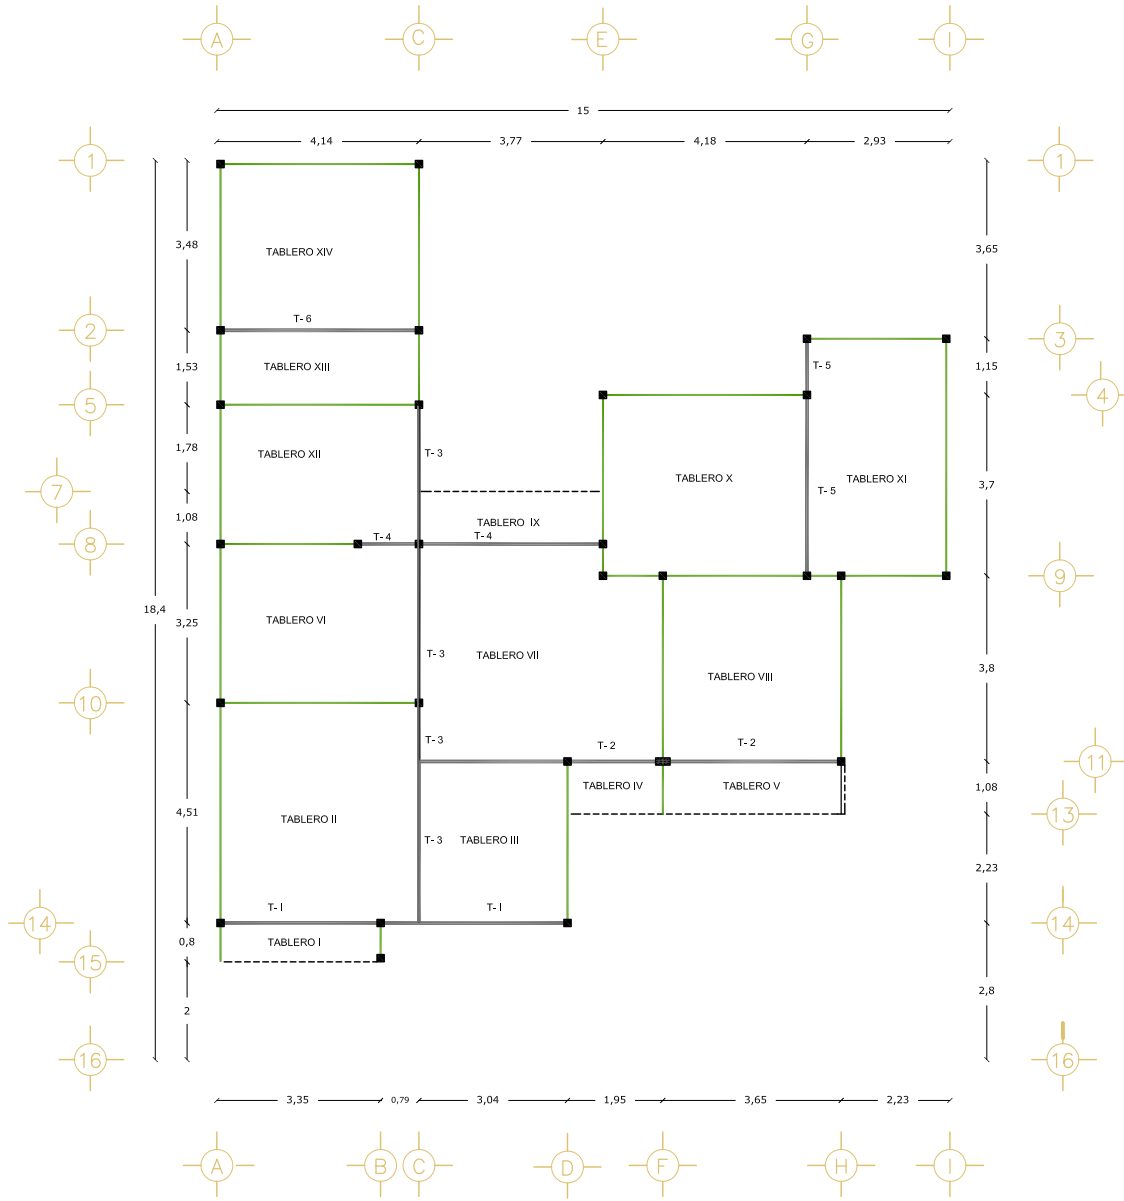 A C E G I
15
4,14 3,77 4,18 2,93
1 1
3,48 3,65
TABLERO XIV
T-6
2 3
T-5
1,53 TABLERO XIII 1,15
5 4
1,78 TABLERO XII T-3
TABLERO X TABLERO XI 3,7
7 T-5
1,08 TABLERO IX
8 T-4 T-4
9
18,4
3,25 TABLERO VI
T-3 TABLERO VII 3,8
TABLERO VIII
10
T-3 T-2 T-2
11
TABLERO IV TABLERO V 1,08
4,51 TABLERO II 13
T-3 TABLERO III
2,23
T-I T-I
14 14
0,8 TABLERO I
15
2,8
2
16 16
3,35 0,79 3,04 1,95 3,65 2,23
A B C D F H I